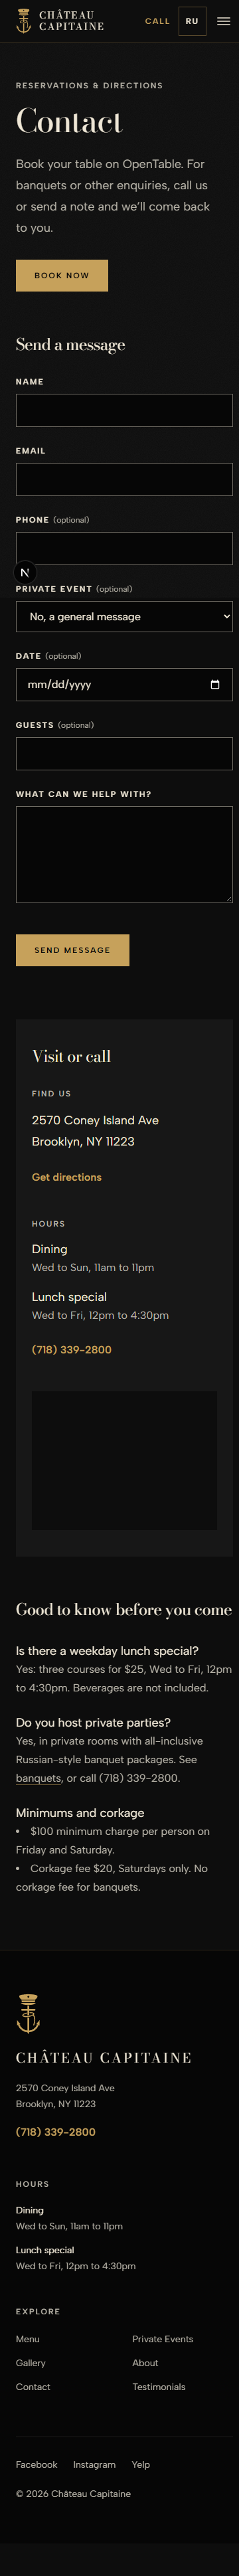 CHÂTEAU
CAPITAINE
CALL
RU
RESERVATIONS & DIRECTIONS
Contact
Book your table on OpenTable. For
banquets or other enquiries, call us
or send a note and we'll come back
to you.
BOOK NOW
Send a message
NAME
EMAIL
PHONE (optional)
N
PRIVATE EVENT (optional)
No, a general message
DATE (optional)
mm/dd/yyyy
GUESTS (optional)
WHAT CAN WE HELP WITH?
SEND MESSAGE
Visit or call
FIND US
2570 Coney Island Ave
Brooklyn, NY 11223
Get directions
HOURS
Dining
Wed to Sun, 11am to 11pm
Lunch special
Wed to Fri, 12pm to 4:30pm
(718) 339-2800
Good to know before you come
Is there a weekday lunch special?
Yes: three courses for $25, Wed to Fri, 12pm
to 4:30pm. Beverages are not included.
Do you host private parties?
Yes, in private rooms with all-inclusive
Russian-style banquet packages. See
banquets, or call (718) 339-2800.
Minimums and corkage
• $100 minimum charge per person on
Friday and Saturday.
• Corkage fee $20, Saturdays only. No
corkage fee for banquets.
CHÂTEAU CAPITAINE
2570 Coney Island Ave
Brooklyn, NY 11223
(718) 339-2800
HOURS
Dining
Wed to Sun, 11am to 11pm
Lunch special
Wed to Fri, 12pm to 4:30pm
EXPLORE
Menu
Private Events
Gallery
About
Contact
Testimonials
Facebook Instagram Yelp
© 2026 Château Capitaine